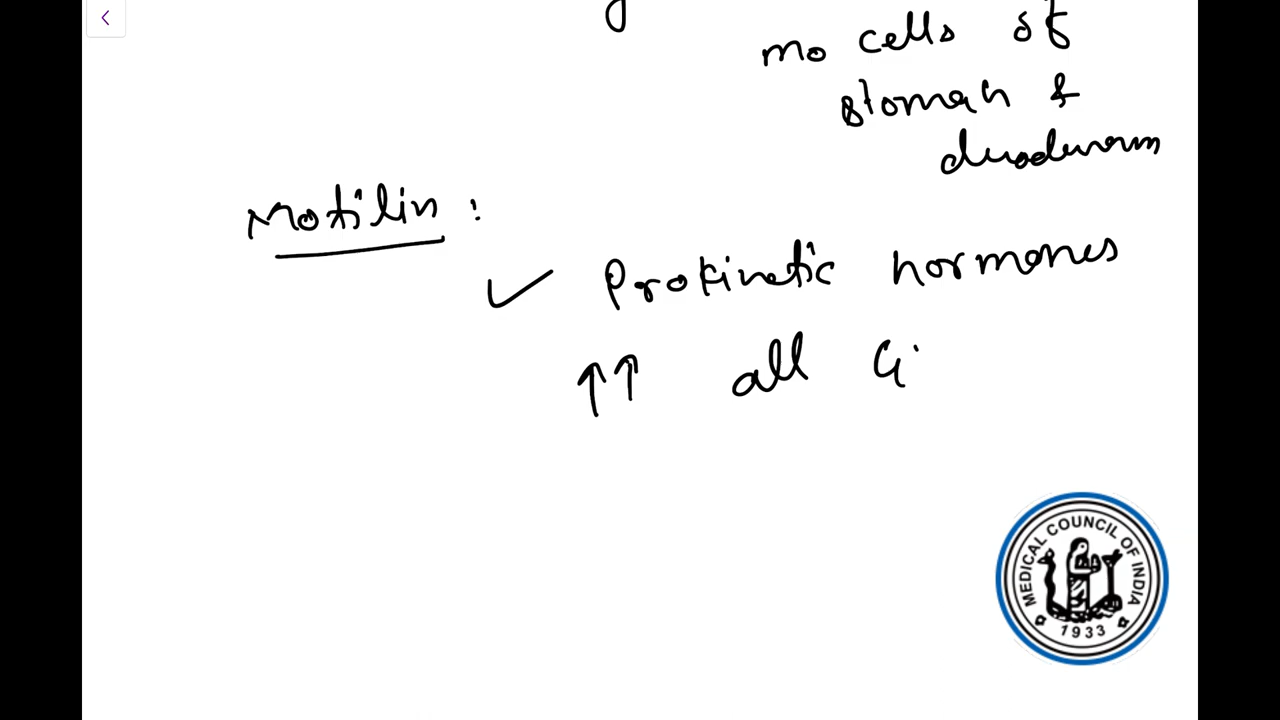 mo cells of
stomach &
duodenum
Motilin :
✓ Prokinetic hormones
↑↑ all G
MEDICAL COUNCIL OF INDIA
1933